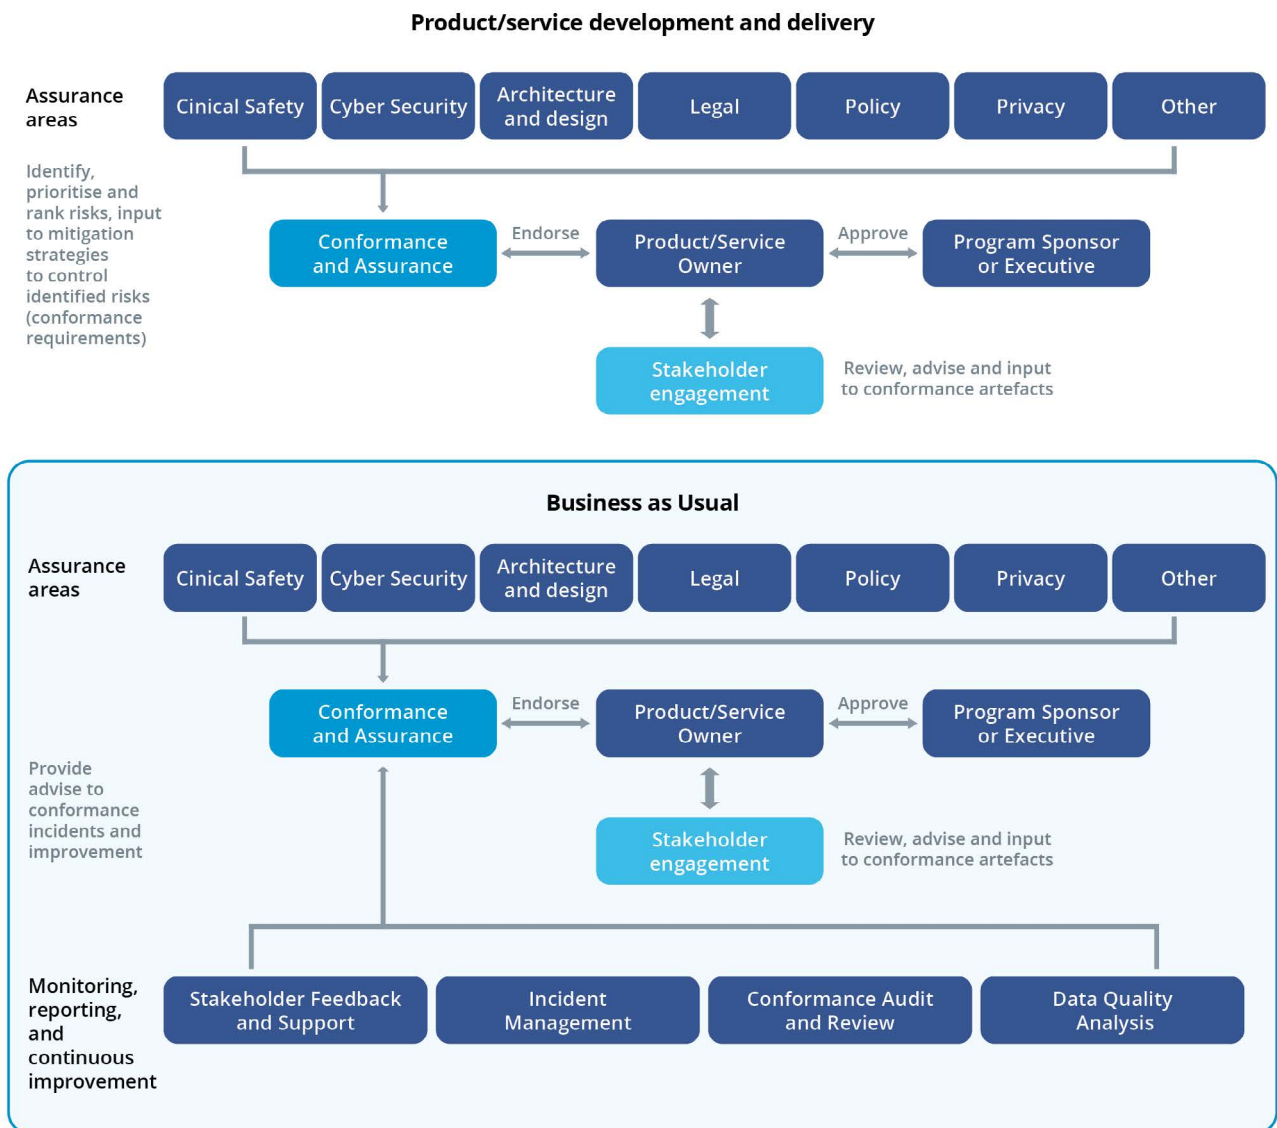 Product/service development and delivery
Assurance
areas
Cinical Safety
Cyber Security
Architecture
and design
Legal
Policy
Privacy
Other
Identify,
prioritise and
rank risks, input
to mitigation
strategies
to control
identified risks
(conformance
requirements)
Conformance
and Assurance
Endorse
Product/Service
Owner
Approve
Program Sponsor
or Executive
Stakeholder
engagement
Review, advise and input
to conformance artefacts
Business as Usual
Assurance
areas
Cinical Safety
Cyber Security
Architecture
and design
Legal
Policy
Privacy
Other
Conformance
and Assurance
Endorse
Product/Service
Owner
Approve
Program Sponsor
or Executive
Provide
advise to
conformance
incidents and
improvement
Stakeholder
engagement
Review, advise and input
to conformance artefacts
Monitoring,
reporting,
and
continuous
improvement
Stakeholder Feedback
and Support
Incident
Management
Conformance Audit
and Review
Data Quality
Analysis